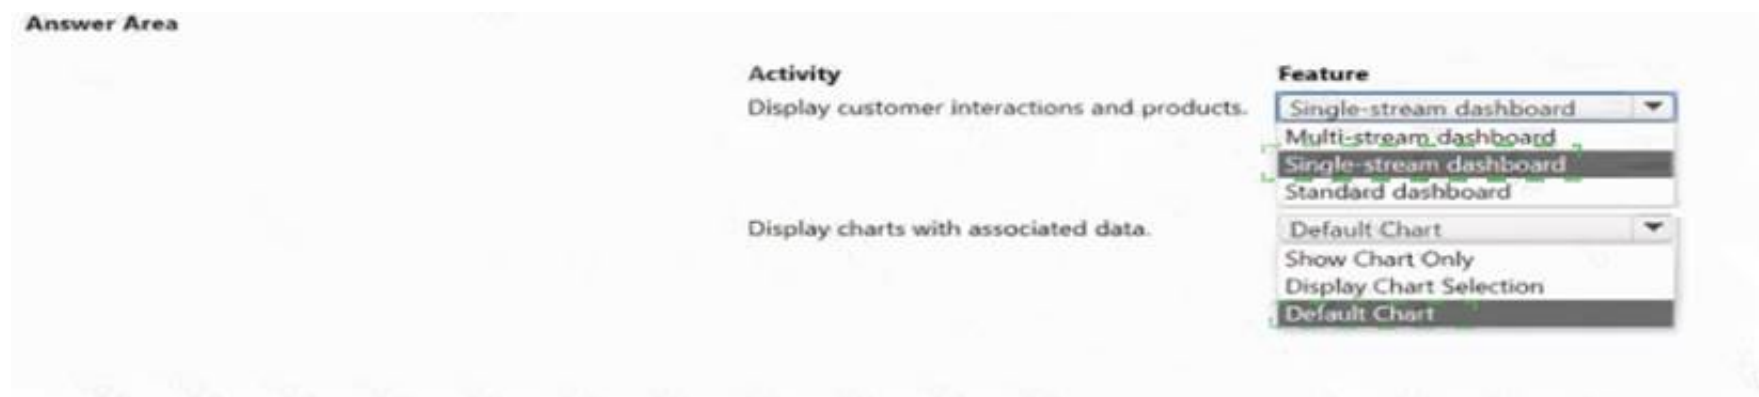 Answer Area
Activity Feature
Display customer interactions and products. Single-stream dashboard
Multi-stream dashboard
Single-stream dashboard
Standard dashboard
Display charts with associated data. Default Chart
Show Chart Only
Display Chart Selection
Default Chart